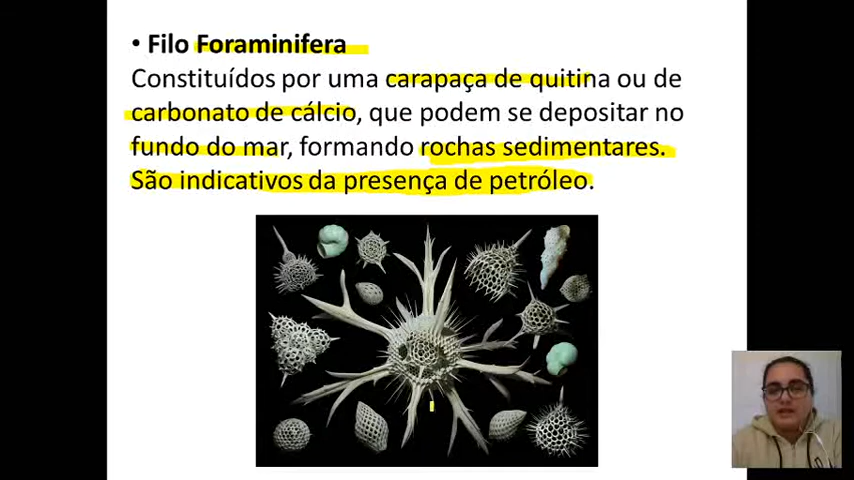 • Filo Foraminifera
Constituídos por uma carapaça de quitina ou de
carbonato de cálcio, que podem se depositar no
fundo do mar, formando rochas sedimentares.
São indicativos da presença de petróleo.